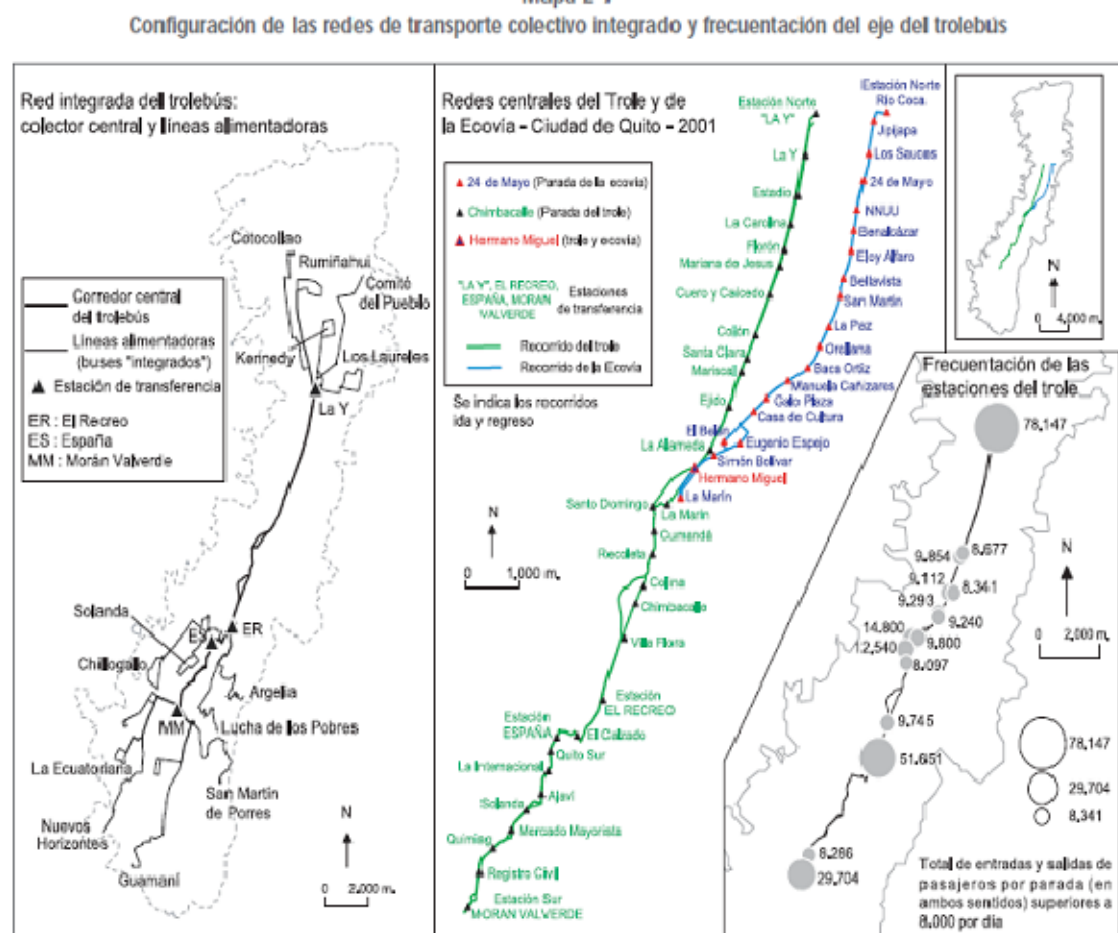 Configuración de las redes de transporte colectivo integrado y frecuentación del eje del trolebús
Red integrada del trolebús:
colector central y líneas alimentadoras
Cotocollao
Rumiñahui
Comité
del Pueblo
Corredor central
del trolebús
Líneas alimentadoras
(buses "integrados")
Estación de transferencia
ER : El Recreo
ES : España
MM : Morán Valverde
Kennedy
Los Laureles
La Y
Solanda
ES
ER
Chillogallo
Argelia
MM
Lucha de los Pobres
La Ecuatoriana
San Martín
de Porres
Nuevos
Horizontes
Guamaní
N
0 2,000 m.
Redes centrales del Trole y de
la Ecovía – Ciudad de Quito – 2001
24 de Mayo (Parada de la ecovía)
Chimbacalle (Parada del trole)
Hermano Miguel (trole y ecovía)
"LA Y", EL RECREO,
ESPAÑA, MORAIN
VALVERDE
Estaciones
de transferencia
Recorrido del trole
Recorrido de la Ecovía
Se indica los recorridos
ida y regreso
Estación Norte
"LA Y"
La Y
Estadio
La Carolina
Florón
Mariana de Jesus
Cuero y Caicedo
Colón
Santa Clara
Mariscal
Ejido
La Alameda
Santo Domingo
La Marín
Cumandá
Recoleta
Colina
Chimbacalle
Villa Flora
Estación
EL RECREO
Estación
ESPAÑA
El Calzado
Quito Sur
La Internacional
Ajaví
Solanda
Mercado Mayorista
Quimiag
Registro Civil
Estación Sur
MORAN VALVERDE
Estación Norte
Río Coca.
Jipijapa
Los Sauces
24 de Mayo
NNUU
Benalcázar
Eloy Alfaro
Bellavista
San Martín
La Paz
Orellana
Baca Ortiz
Manuela Cañizares
Galo Plaza
Casa de Cultura
El Belén
Eugenio Espejo
Simón Bolívar
Hermano Miguel
La Marín
N
0 1,000 m.
N
0 4,000 m.
Frecuentación de las
estaciones del trole
78,147
9.854
8.677
9.112
8.341
9.293
9.240
14.800
9.800
12,540
8.097
9.745
51.651
8.286
29,704
N
0 2,000 m.
78,147
29,704
8,341
Total de entradas y salidas de
pasajeros por parada (en
ambos sentidos) superiores a
8.000 por día